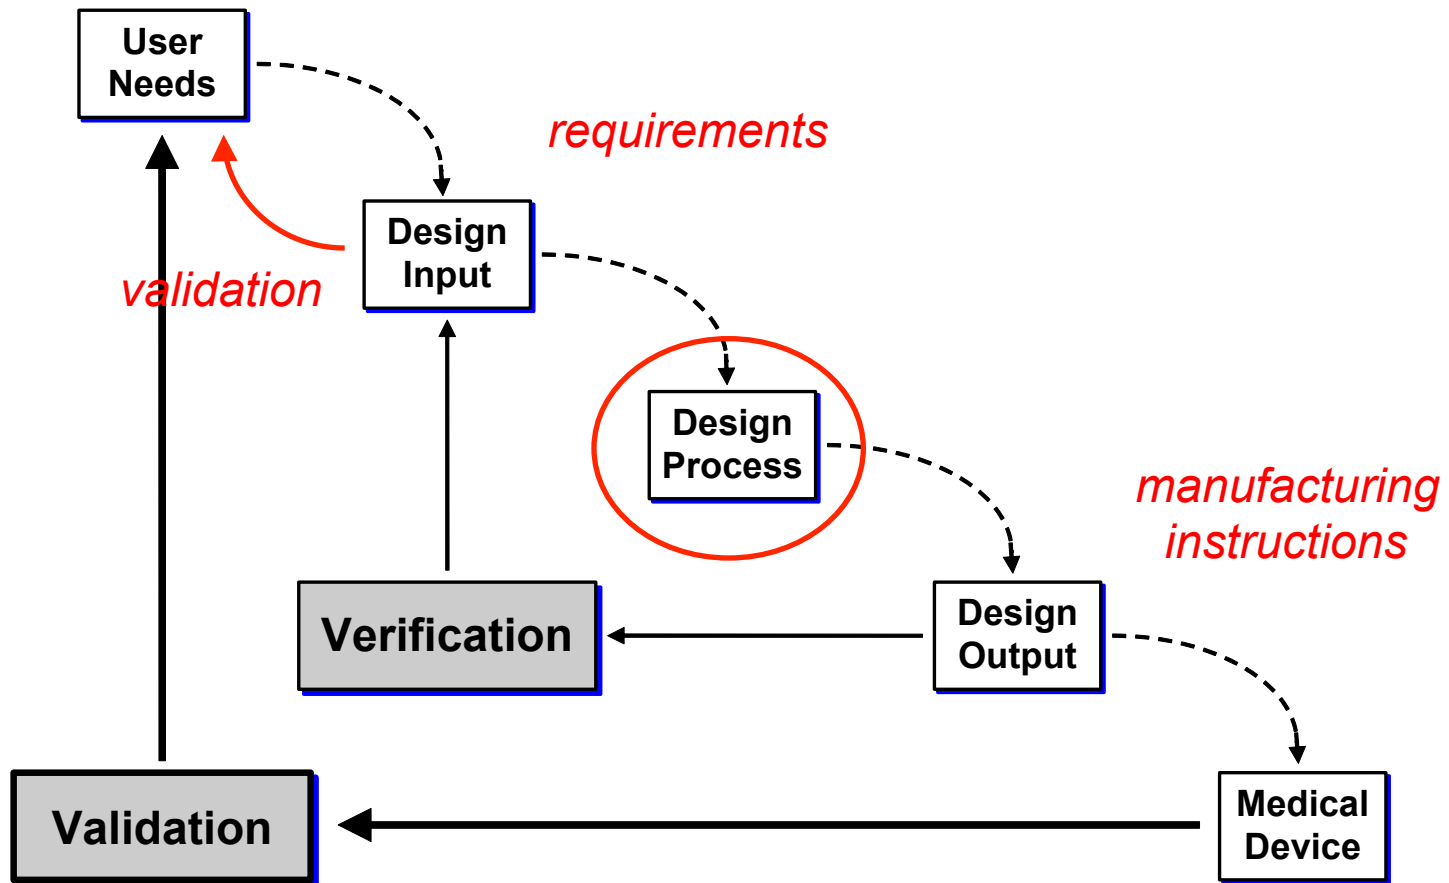 User
Needs
requirements
Design
Input
validation
Design
Process
manufacturing
instructions
Design
Output
Verification
Medical
Device
Validation